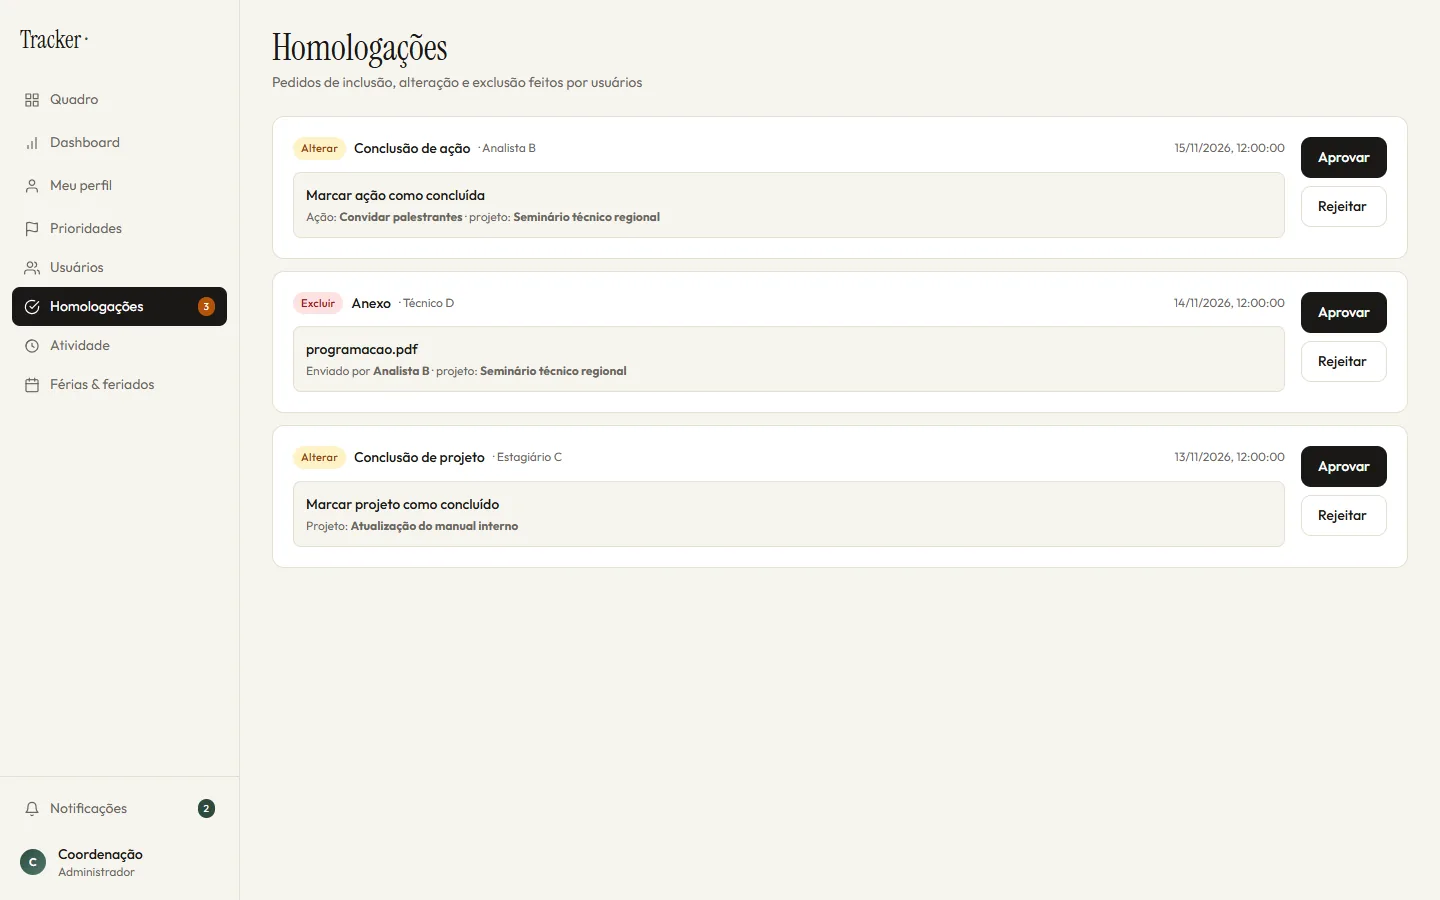 Tracker ·
Quadro
Dashboard
Meu perfil
Prioridades
Usuários
Homologações 3
Atividade
Férias & feriados
Notificações 2
C
Coordenação
Administrador
Homologações
Pedidos de inclusão, alteração e exclusão feitos por usuários
Alterar Conclusão de ação · Analista B 15/11/2026, 12:00:00
Marcar ação como concluída
Ação: Convidar palestrantes · projeto: Seminário técnico regional
Aprovar
Rejeitar
Excluir Anexo · Técnico D 14/11/2026, 12:00:00
programacao.pdf
Enviado por Analista B · projeto: Seminário técnico regional
Aprovar
Rejeitar
Alterar Conclusão de projeto · Estagiário C 13/11/2026, 12:00:00
Marcar projeto como concluído
Projeto: Atualização do manual interno
Aprovar
Rejeitar